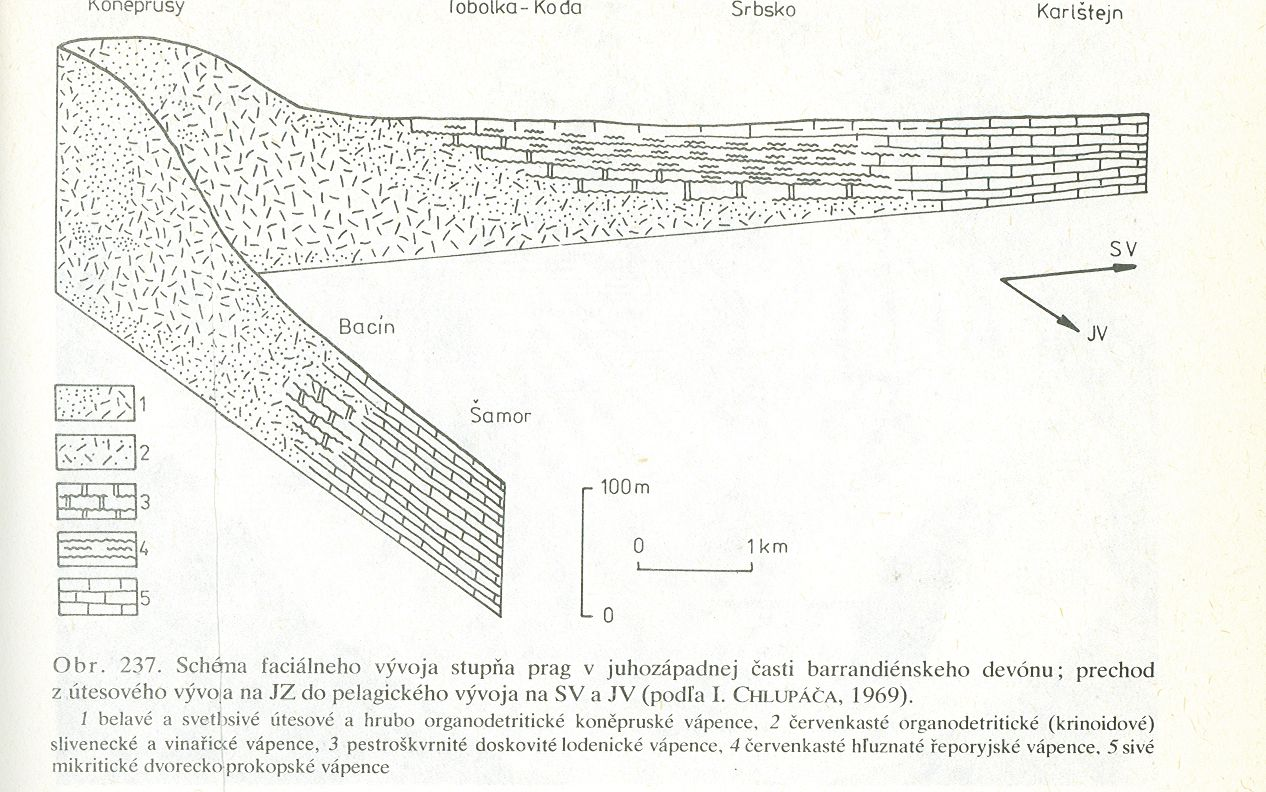 Koněprusy Tobolka-Koda Srbsko Karlštejn
SV
JV
Bacín
Šamor
1
2
3
4
5
100m
0
0 1km
Obr. 237. Schéma faciálneho vývoja stupňa prag v juhozápadnej časti barrandiénskeho devónu; prechod
z útesového vývoja na JZ do pelagického vývoja na SV a JV (podľa I. CHLUPÁČA, 1969).
1 belavé a svetlosivé útesové a hrubo organodetritické koněpruské vápence, 2 červenkasté organodetritické (krinoidové)
slivenecké a vinařické vápence, 3 pestroškvrnité doskovité lodenické vápence, 4 červenkasté hľuznaté řeporyjské vápence, 5 sivé
mikritické dvorecko prokopské vápence